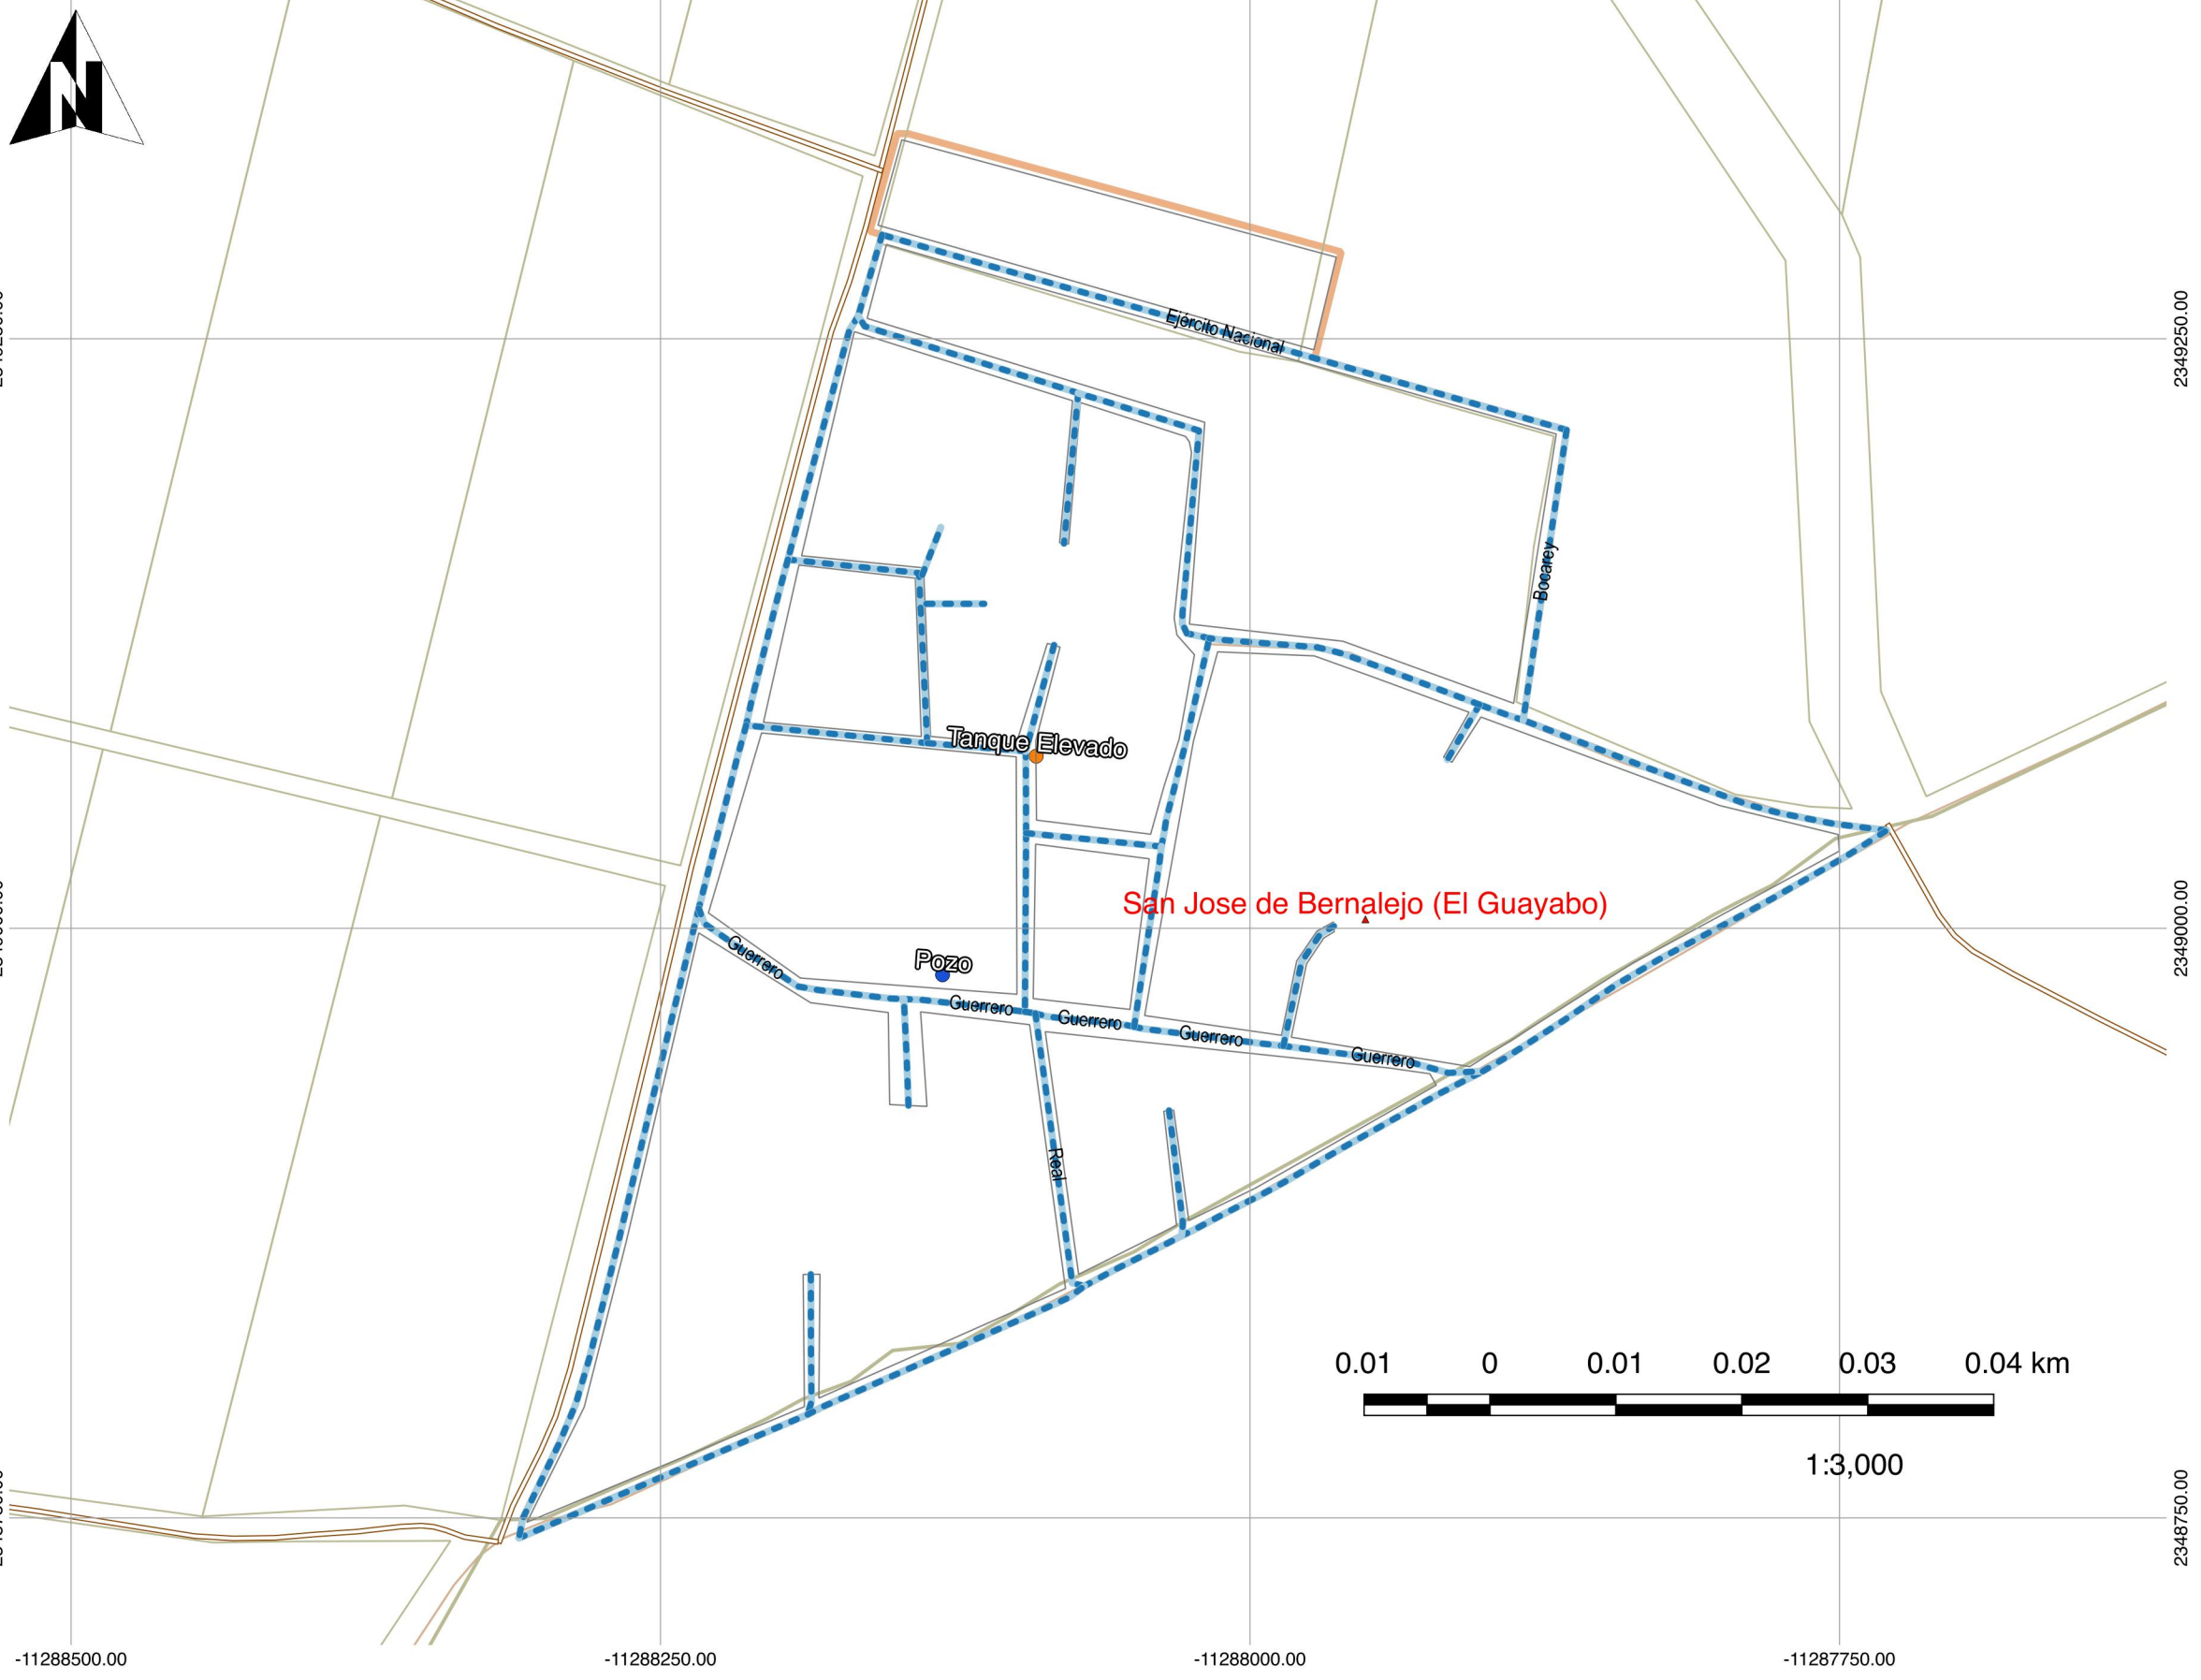 N
Ejército Nacional
2349250.00
Bocarey
Tanque Elevado
San Jose de Bernalejo (El Guayabo)
2349000.00
Guerrero
Pozo
Guerrero
Guerrero
Guerrero
Guerrero
Real
0.01 0 0.01 0.02 0.03 0.04 km
1:3,000
2348750.00
-11288500.00 -11288250.00 -11288000.00 -11287750.00